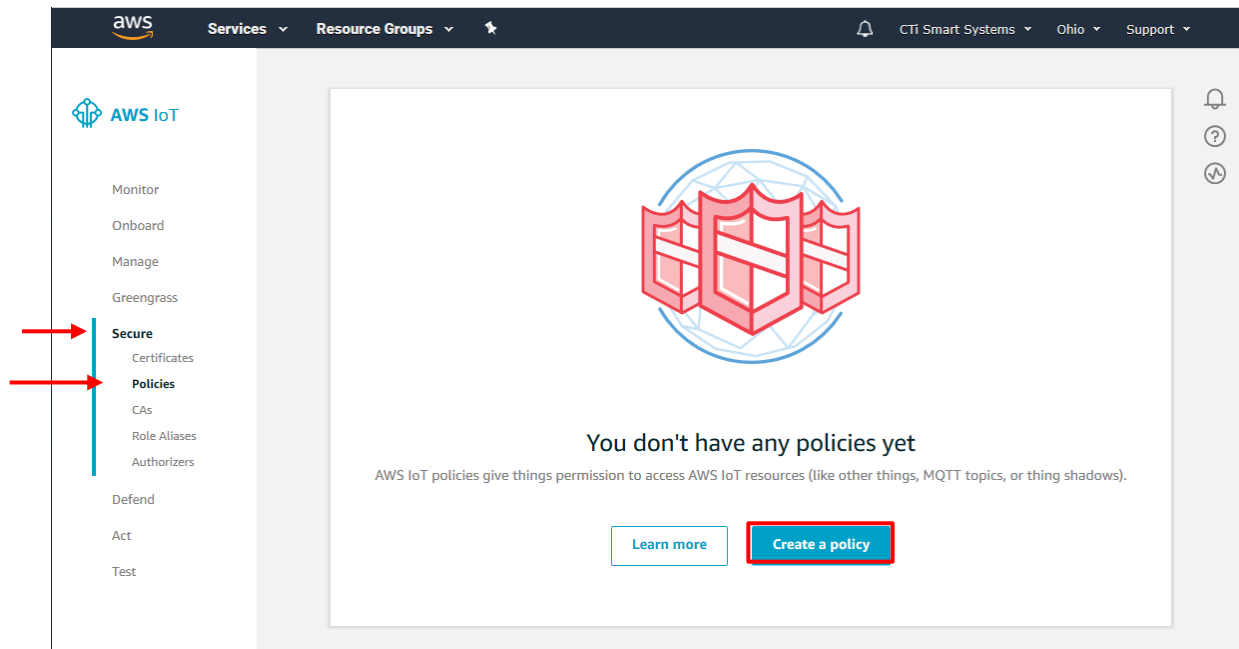 aws Services Resource Groups CTi Smart Systems Ohio Support
AWS IoT
Monitor
Onboard
Manage
Greengrass
Secure
Certificates
Policies
CAs
Role Aliases
Authorizers
Defend
Act
Test
You don't have any policies yet
AWS IoT policies give things permission to access AWS IoT resources (like other things, MQTT topics, or thing shadows).
Learn more Create a policy